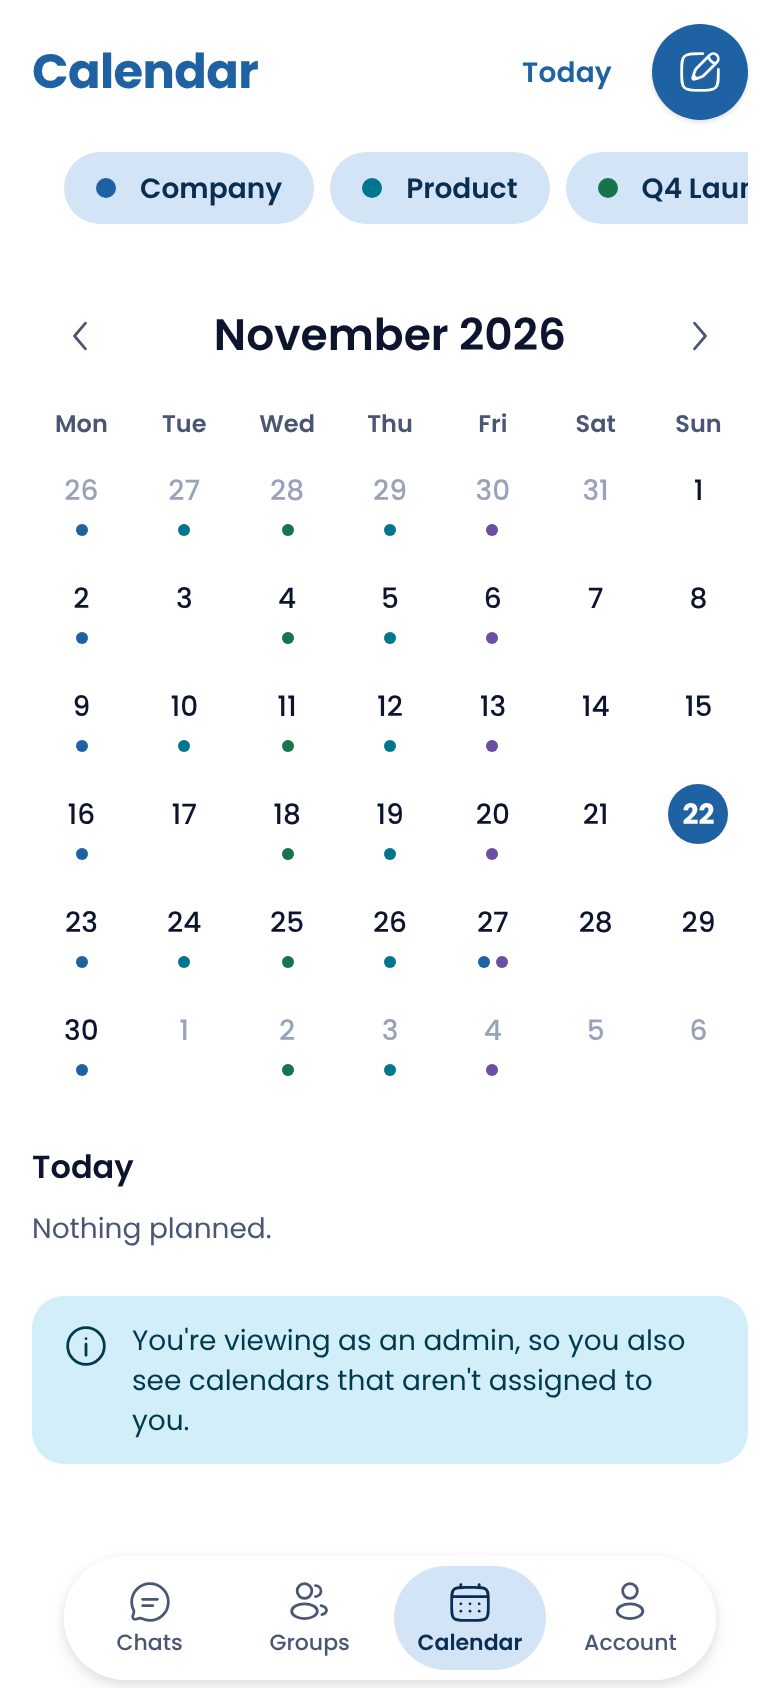 Calendar
Today
Company
Product
Q4 Laun
November 2026
Mon Tue Wed Thu Fri Sat Sun
26 27 28 29 30 31 1
2 3 4 5 6 7 8
9 10 11 12 13 14 15
16 17 18 19 20 21 22
23 24 25 26 27 28 29
30 1 2 3 4 5 6
Today
Nothing planned.
You're viewing as an admin, so you also
see calendars that aren't assigned to
you.
Chats
Groups
Calendar
Account